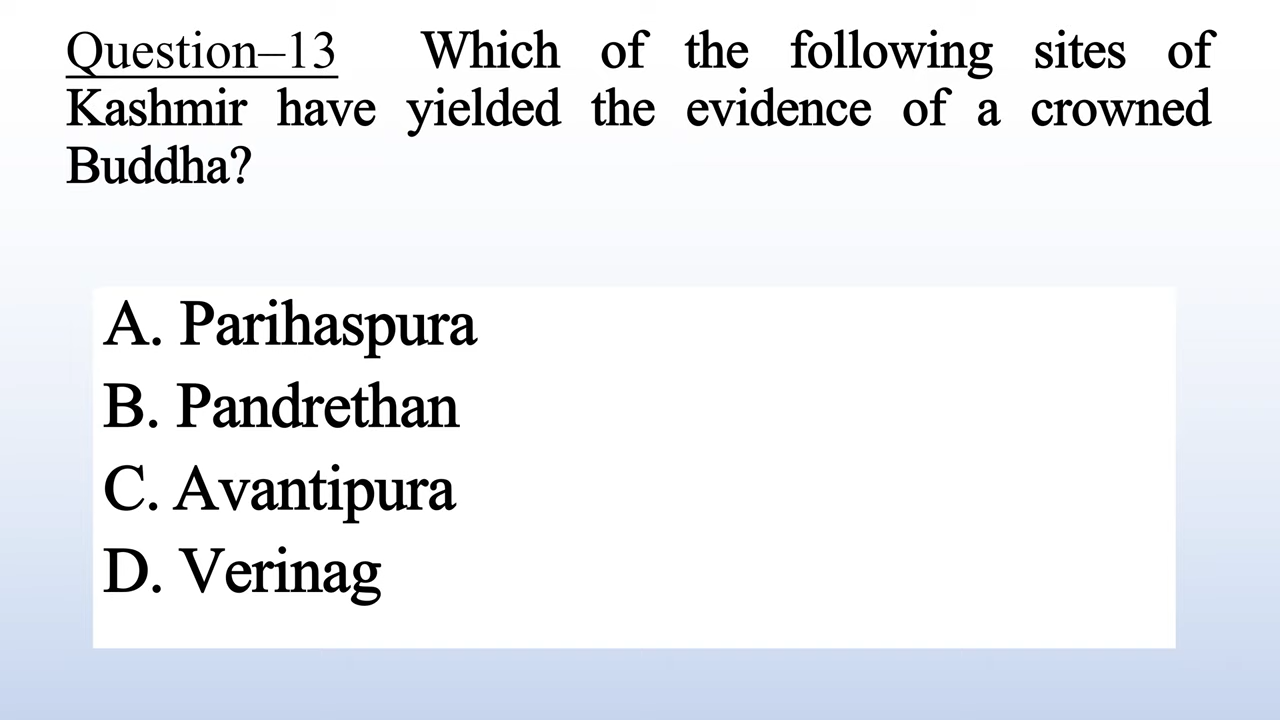 Question–13 Which of the following sites of
Kashmir have yielded the evidence of a crowned
Buddha?
A. Parihaspura
B. Pandrethan
C. Avantipura
D. Verinag